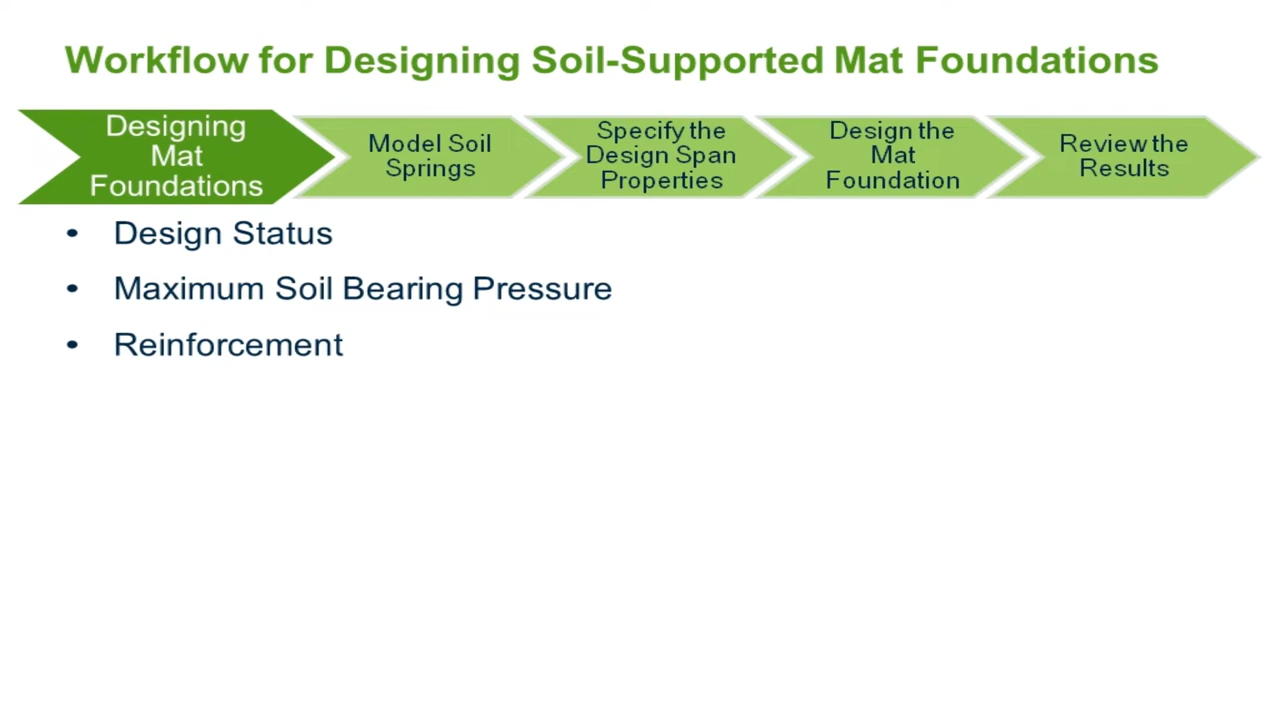 Workflow for Designing Soil-Supported Mat Foundations
Designing
Mat
Foundations
Model Soil
Springs
Specify the
Design Span
Properties
Design the
Mat
Foundation
Review the
Results
• Design Status
• Maximum Soil Bearing Pressure
• Reinforcement